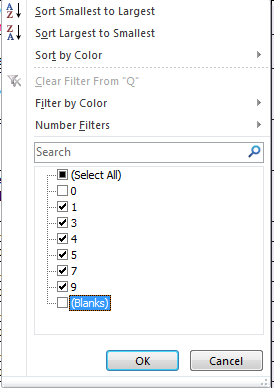 Sort Smallest to Largest
Sort Largest to Smallest
Sort by Color
Clear Filter From "Q"
Filter by Color
Number Filters
Search
(Select All)
0
1
3
4
5
7
9
(Blanks)
OK Cancel